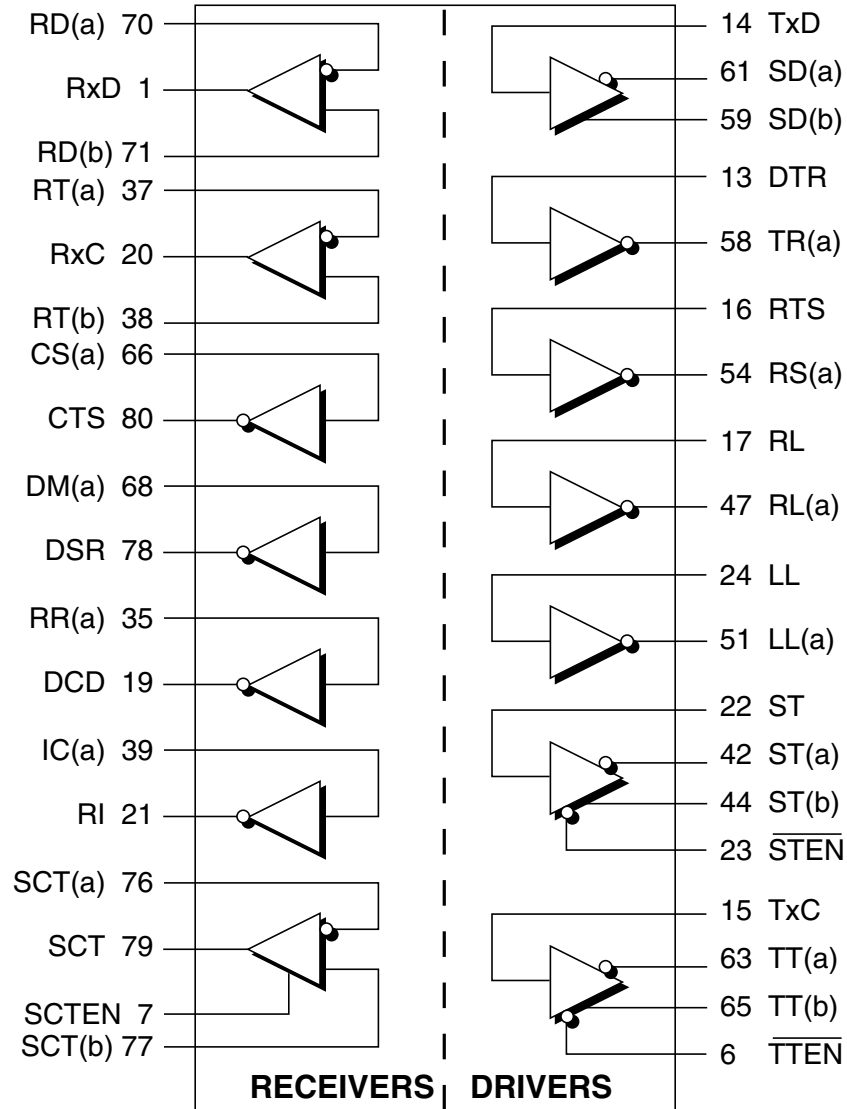 RD(a) 70
RxD 1
RD(b) 71
RT(a) 37
RxC 20
RT(b) 38
CS(a) 66
CTS 80
DM(a) 68
DSR 78
RR(a) 35
DCD 19
IC(a) 39
RI 21
SCT(a) 76
SCT 79
SCTEN 7
SCT(b) 77
14 TxD
61 SD(a)
59 SD(b)
13 DTR
58 TR(a)
16 RTS
54 RS(a)
17 RL
47 RL(a)
24 LL
51 LL(a)
22 ST
42 ST(a)
44 ST(b)
23 S̅T̅E̅N̅
15 TxC
63 TT(a)
65 TT(b)
6 T̅T̅E̅N̅
RECEIVERS DRIVERS